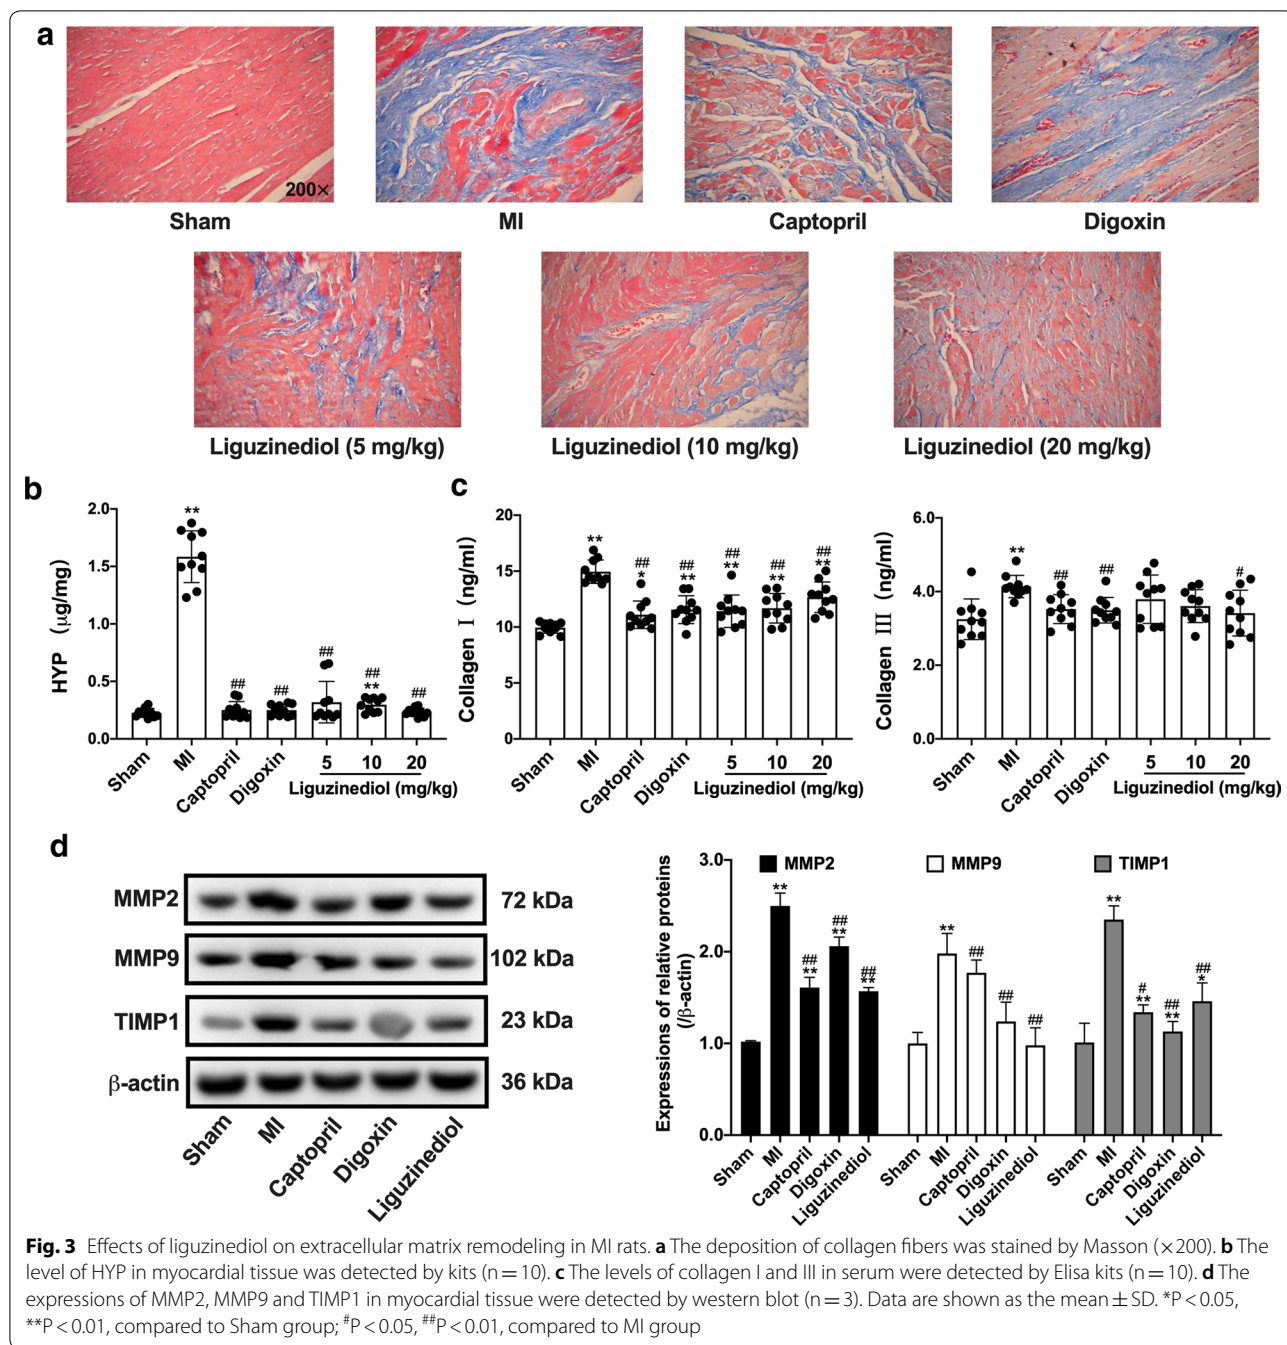 a
200×
Sham
MI
Captopril
Digoxin
Liguzinediol (5 mg/kg)
Liguzinediol (10 mg/kg)
Liguzinediol (20 mg/kg)
b
HYP (μg/mg)
2.0
1.5
1.0
0.5
0.0
**
##
##
##
##
**
##
Sham
MI
Captopril
Digoxin
5
10
20
Liguzinediol (mg/kg)
c
Collagen Ⅰ (ng/ml)
20
15
10
5
0
**
##
*
##
**
##
**
##
**
##
**
Sham
MI
Captopril
Digoxin
5
10
20
Liguzinediol (mg/kg)
Collagen Ⅲ (ng/ml)
6.0
4.0
2.0
0.0
**
##
##
#
Sham
MI
Captopril
Digoxin
5
10
20
Liguzinediol (mg/kg)
d
MMP2
72 kDa
MMP9
102 kDa
TIMP1
23 kDa
β-actin
36 kDa
Sham
MI
Captopril
Digoxin
Liguzinediol
Expressions of relative proteins
(/β-actin)
3.0
2.0
1.0
0.0
MMP2
MMP9
TIMP1
**
##
**
##
**
##
**
**
##
##
##
**
#
**
##
**
##
*
Sham
MI
Captopril
Digoxin
Liguzinediol
Sham
MI
Captopril
Digoxin
Liguzinediol
Sham
MI
Captopril
Digoxin
Liguzinediol
Fig. 3 Effects of liguzinediol on extracellular matrix remodeling in MI rats. a The deposition of collagen fibers was stained by Masson (×200). b The
level of HYP in myocardial tissue was detected by kits (n = 10). c The levels of collagen I and III in serum were detected by Elisa kits (n = 10). d The
expressions of MMP2, MMP9 and TIMP1 in myocardial tissue were detected by western blot (n = 3). Data are shown as the mean ± SD. *P < 0.05,
**P < 0.01, compared to Sham group; #P < 0.05, ##P < 0.01, compared to MI group